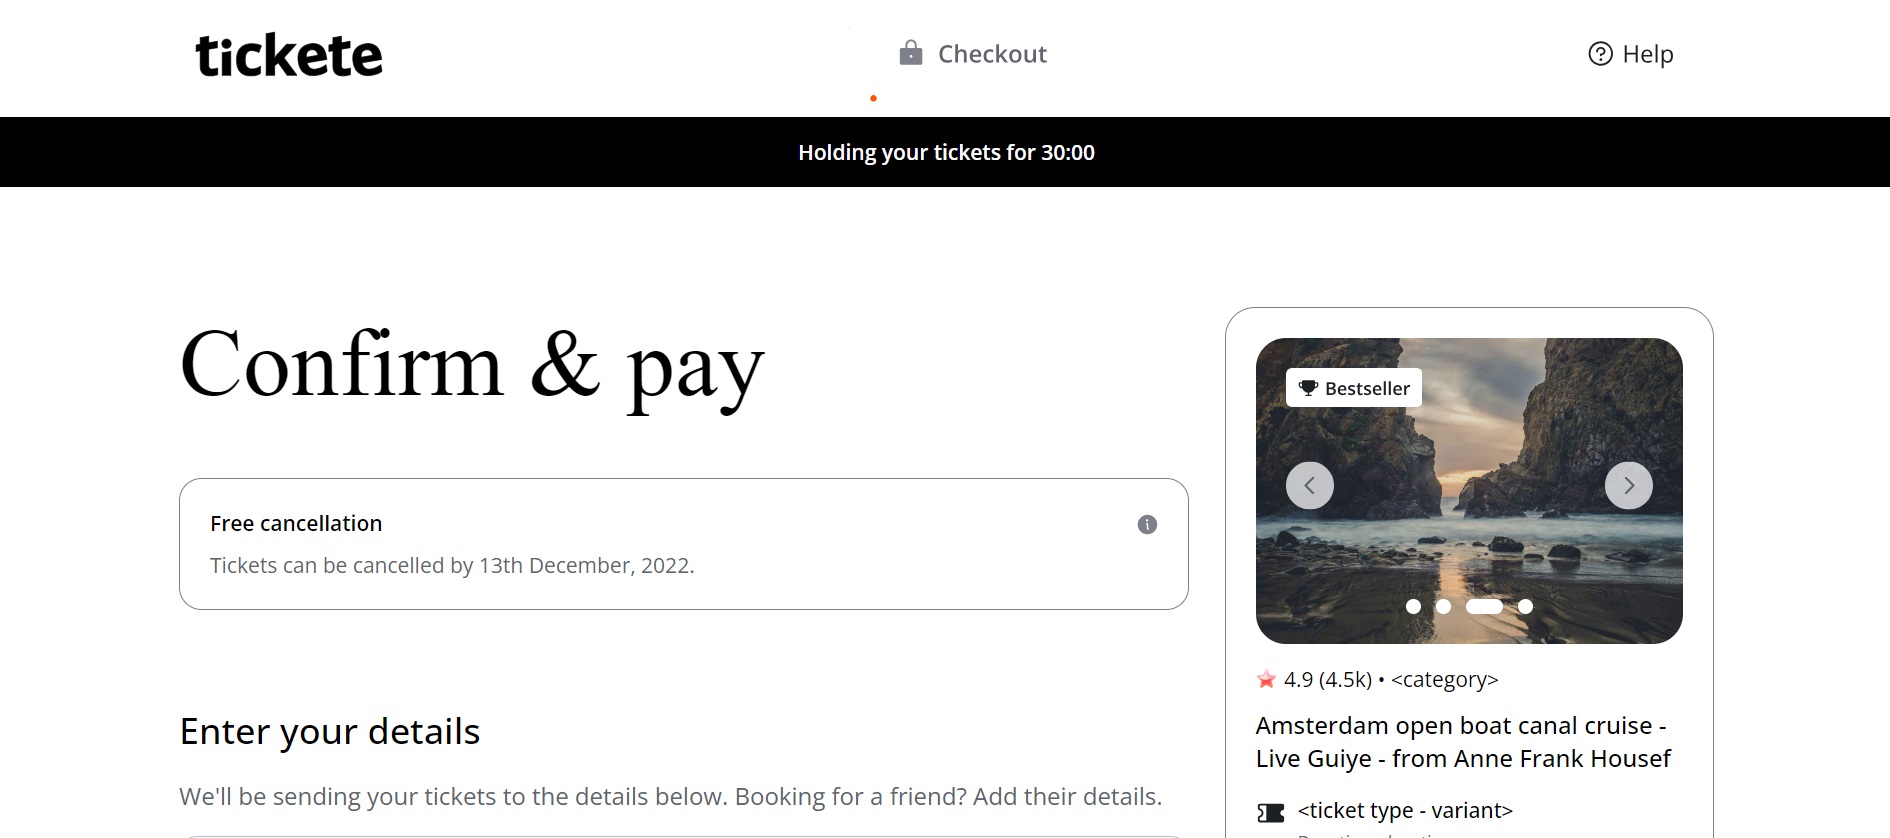 tickete
Checkout
Help
Holding your tickets for 30:00
Confirm & pay
Free cancellation
Tickets can be cancelled by 13th December, 2022.
Enter your details
We'll be sending your tickets to the details below. Booking for a friend? Add their details.
Bestseller
4.9 (4.5k) • <category>
Amsterdam open boat canal cruise -
Live Guiye - from Anne Frank Housef
<ticket type - variant>